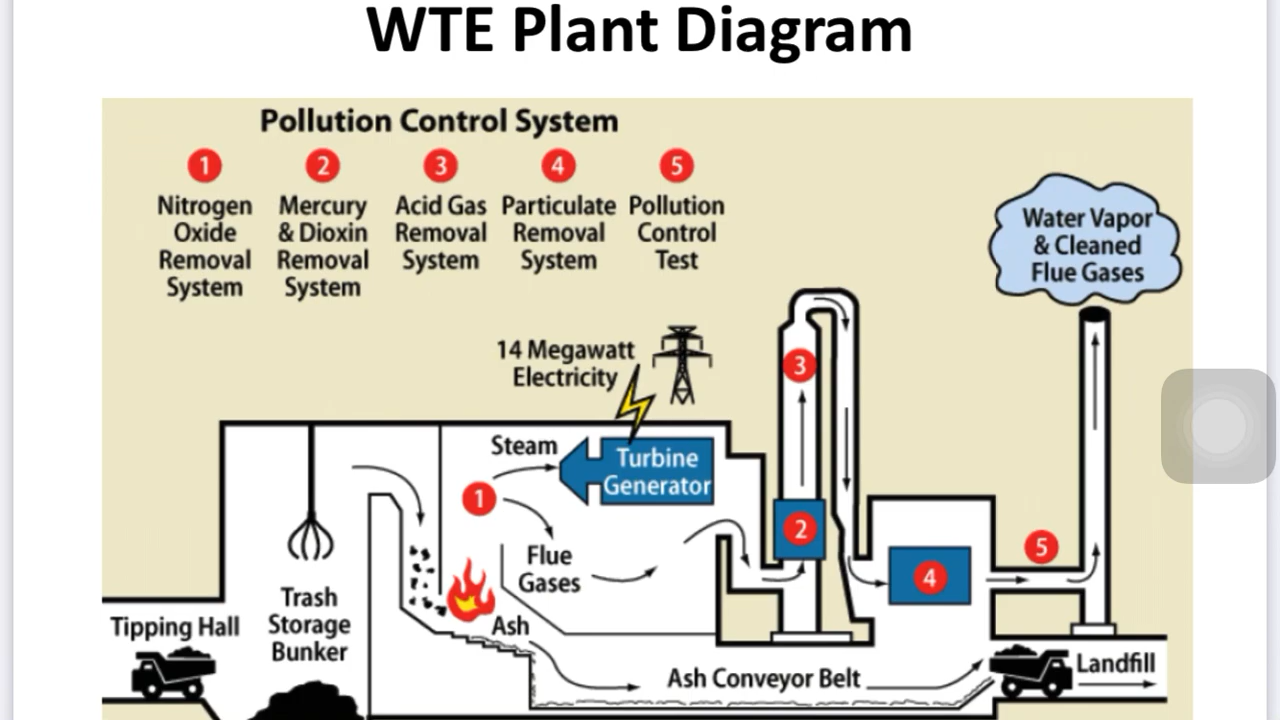 WTE Plant Diagram
Pollution Control System
1 2 3 4 5
Nitrogen
Oxide
Removal
System
Mercury
& Dioxin
Removal
System
Acid Gas
Removal
System
Particulate
Removal
System
Pollution
Control
Test
Water Vapor
& Cleaned
Flue Gases
14 Megawatt
Electricity
3
Steam
Turbine
Generator
1
2
Flue
Gases
5
4
Tipping Hall
Trash
Storage
Bunker
Ash
Ash Conveyor Belt
Landfill